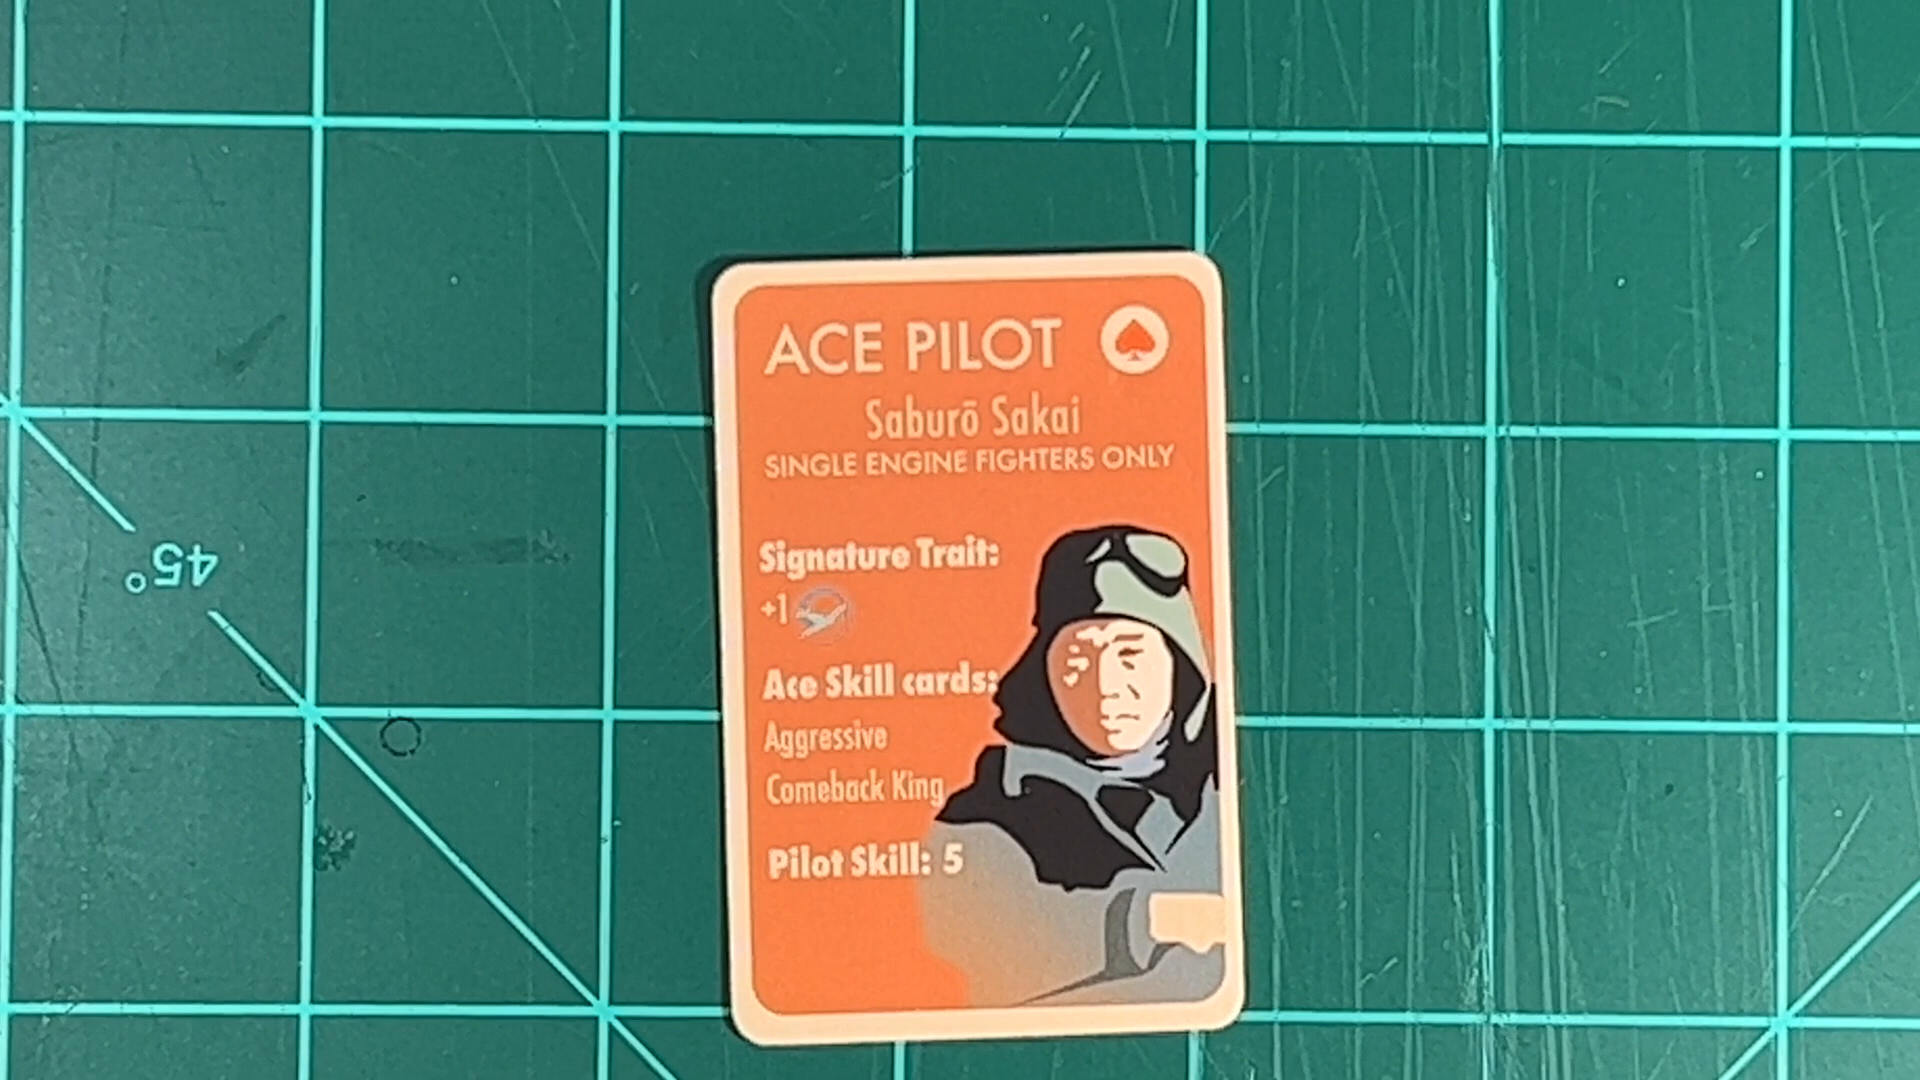 ACE PILOT
Saburō Sakai
SINGLE ENGINE FIGHTERS ONLY
Signature Trait:
+1
Ace Skill cards:
Aggressive
Comeback King
Pilot Skill: 5
45°